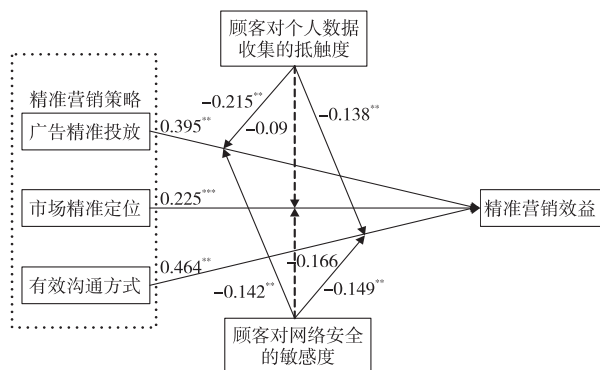 顾客对个人数据
收集的抵触度
精准营销策略
-0.215**
-0.138**
广告精准投放
0.395**
-0.09
市场精准定位
0.225***
精准营销效益
有效沟通方式
0.464**
-0.166
-0.142**
-0.149**
顾客对网络安全
的敏感度